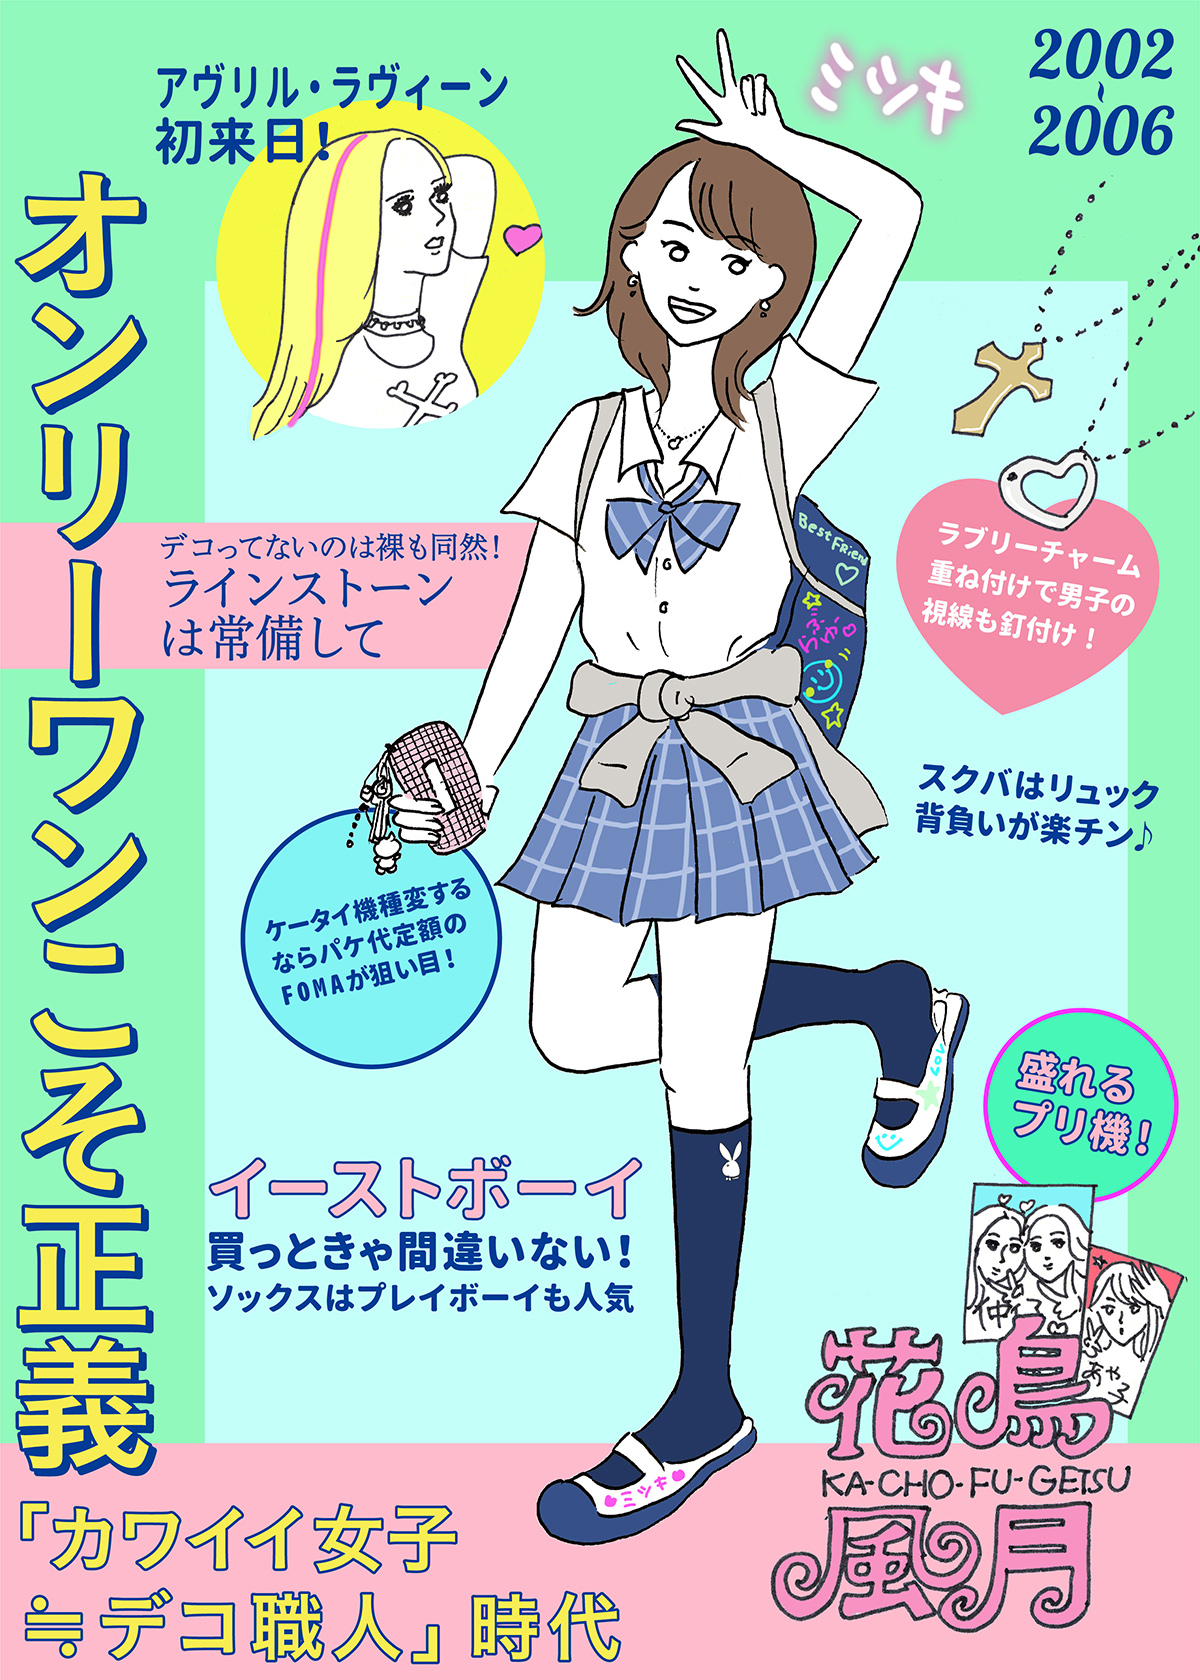 2002
~
2006
ミツキ
アヴリル・ラヴィーン
初来日！
オンリーワンこそ正義
デコってないのは裸も同然！
ラインストーン
は常備して
Best Friend
らぶ
ラブリーチャーム
重ね付けで男子の
視線も釘付け！
スクバはリュック
背負いが楽チン♪
ケータイ機種変する
ならパケ代定額の
FOMAが狙い目！
107
盛れる
プリ機！
イーストボーイ
買っときゃ間違いない！
ソックスはプレイボーイも人気
あや子
ミツキ
花鳥
KA-CHO-FU-GETSU
風月
「カワイイ女子
≒デコ職人」時代